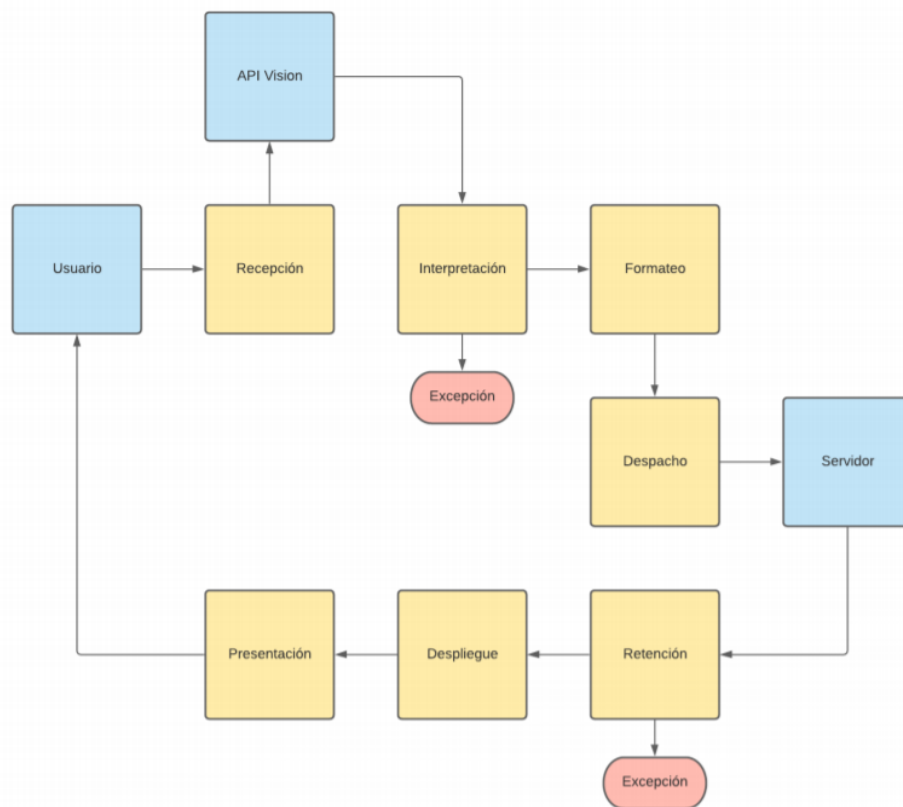 API Vision
Usuario
Recepción
Interpretación
Formateo
Excepción
Despacho
Servidor
Presentación
Despliegue
Retención
Excepción